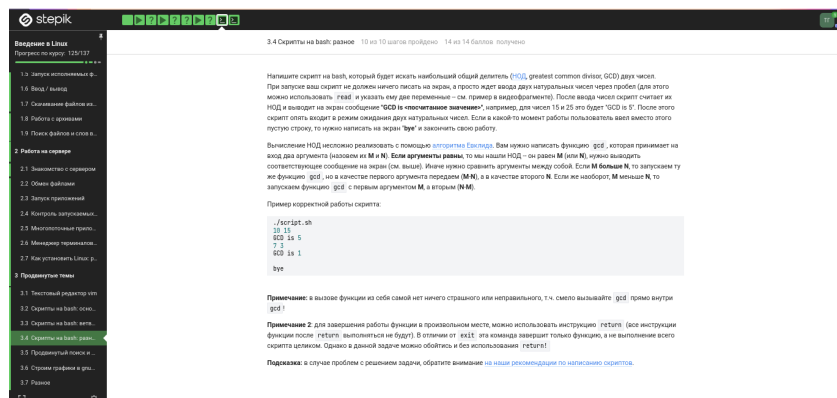 stepik
Введение в Linux
Прогресс по курсу: 125/137
1.5 Запуск исполняемых ф...
1.6 Ввод / вывод
1.7 Скачивание файлов из...
1.8 Работа с архивами
1.9 Поиск файлов и слов в...
2 Работа на сервере
2.1 Знакомство с сервером
2.2 Обмен файлами
2.3 Запуск приложений
2.4 Контроль запускаемых...
2.5 Многопоточные прило...
2.6 Менеджер терминалов...
2.7 Как установить Linux: р...
3 Продвинутые темы
3.1 Текстовый редактор vim
3.2 Скрипты на bash: осно...
3.3 Скрипты на bash: ветв...
3.4 Скрипты на bash: разн...
3.5 Продвинутый поиск и ...
3.6 Строим графики в gnu...
3.7 Разное
3.4 Скрипты на bash: разное 10 из 10 шагов пройдено 14 из 14 баллов получено
Напишите скрипт на bash, который будет искать наибольший общий делитель (НОД, greatest common divisor, GCD) двух чисел.
При запуске ваш скрипт не должен ничего писать на экран, а просто ждет ввода двух натуральных чисел через пробел (для этого
можно использовать read и указать ему две переменные – см. пример в видеофрагменте). После ввода чисел скрипт считает их
НОД и выводит на экран сообщение "GCD is <посчитанное значение>", например, для чисел 15 и 25 это будет "GCD is 5". После этого
скрипт опять входит в режим ожидания двух натуральных чисел. Если в какой-то момент работы пользователь ввел вместо этого
пустую строку, то нужно написать на экран "bye" и закончить свою работу.
Вычисление НОД несложно реализовать с помощью алгоритма Евклида. Вам нужно написать функцию gcd, которая принимает на
вход два аргумента (назовем их M и N). Если аргументы равны, то мы нашли НОД – он равен M (или N), нужно выводить
соответствующее сообщение на экран (см. выше). Иначе нужно сравнить аргументы между собой. Если M больше N, то запускаем ту
же функцию gcd, но в качестве первого аргумента передаем (M-N), а в качестве второго N. Если же наоборот, M меньше N, то
запускаем функцию gcd с первым аргументом M, а вторым (N-M).
Пример корректной работы скрипта:
./script.sh
10 15
GCD is 5
7 3
GCD is 1
bye
Примечание: в вызове функции из себя самой нет ничего страшного или неправильного, т.ч. смело вызывайте gcd прямо внутри
gcd!
Примечание 2: для завершения работы функции в произвольном месте, можно использовать инструкцию return (все инструкции
функции после return выполняться не будут). В отличии от exit эта команда завершит только функцию, а не выполнение всего
скрипта целиком. Однако в данной задаче можно обойтись и без использования return!
Подсказка: в случае проблем с решением задачи, обратите внимание на наши рекомендации по написанию скриптов.